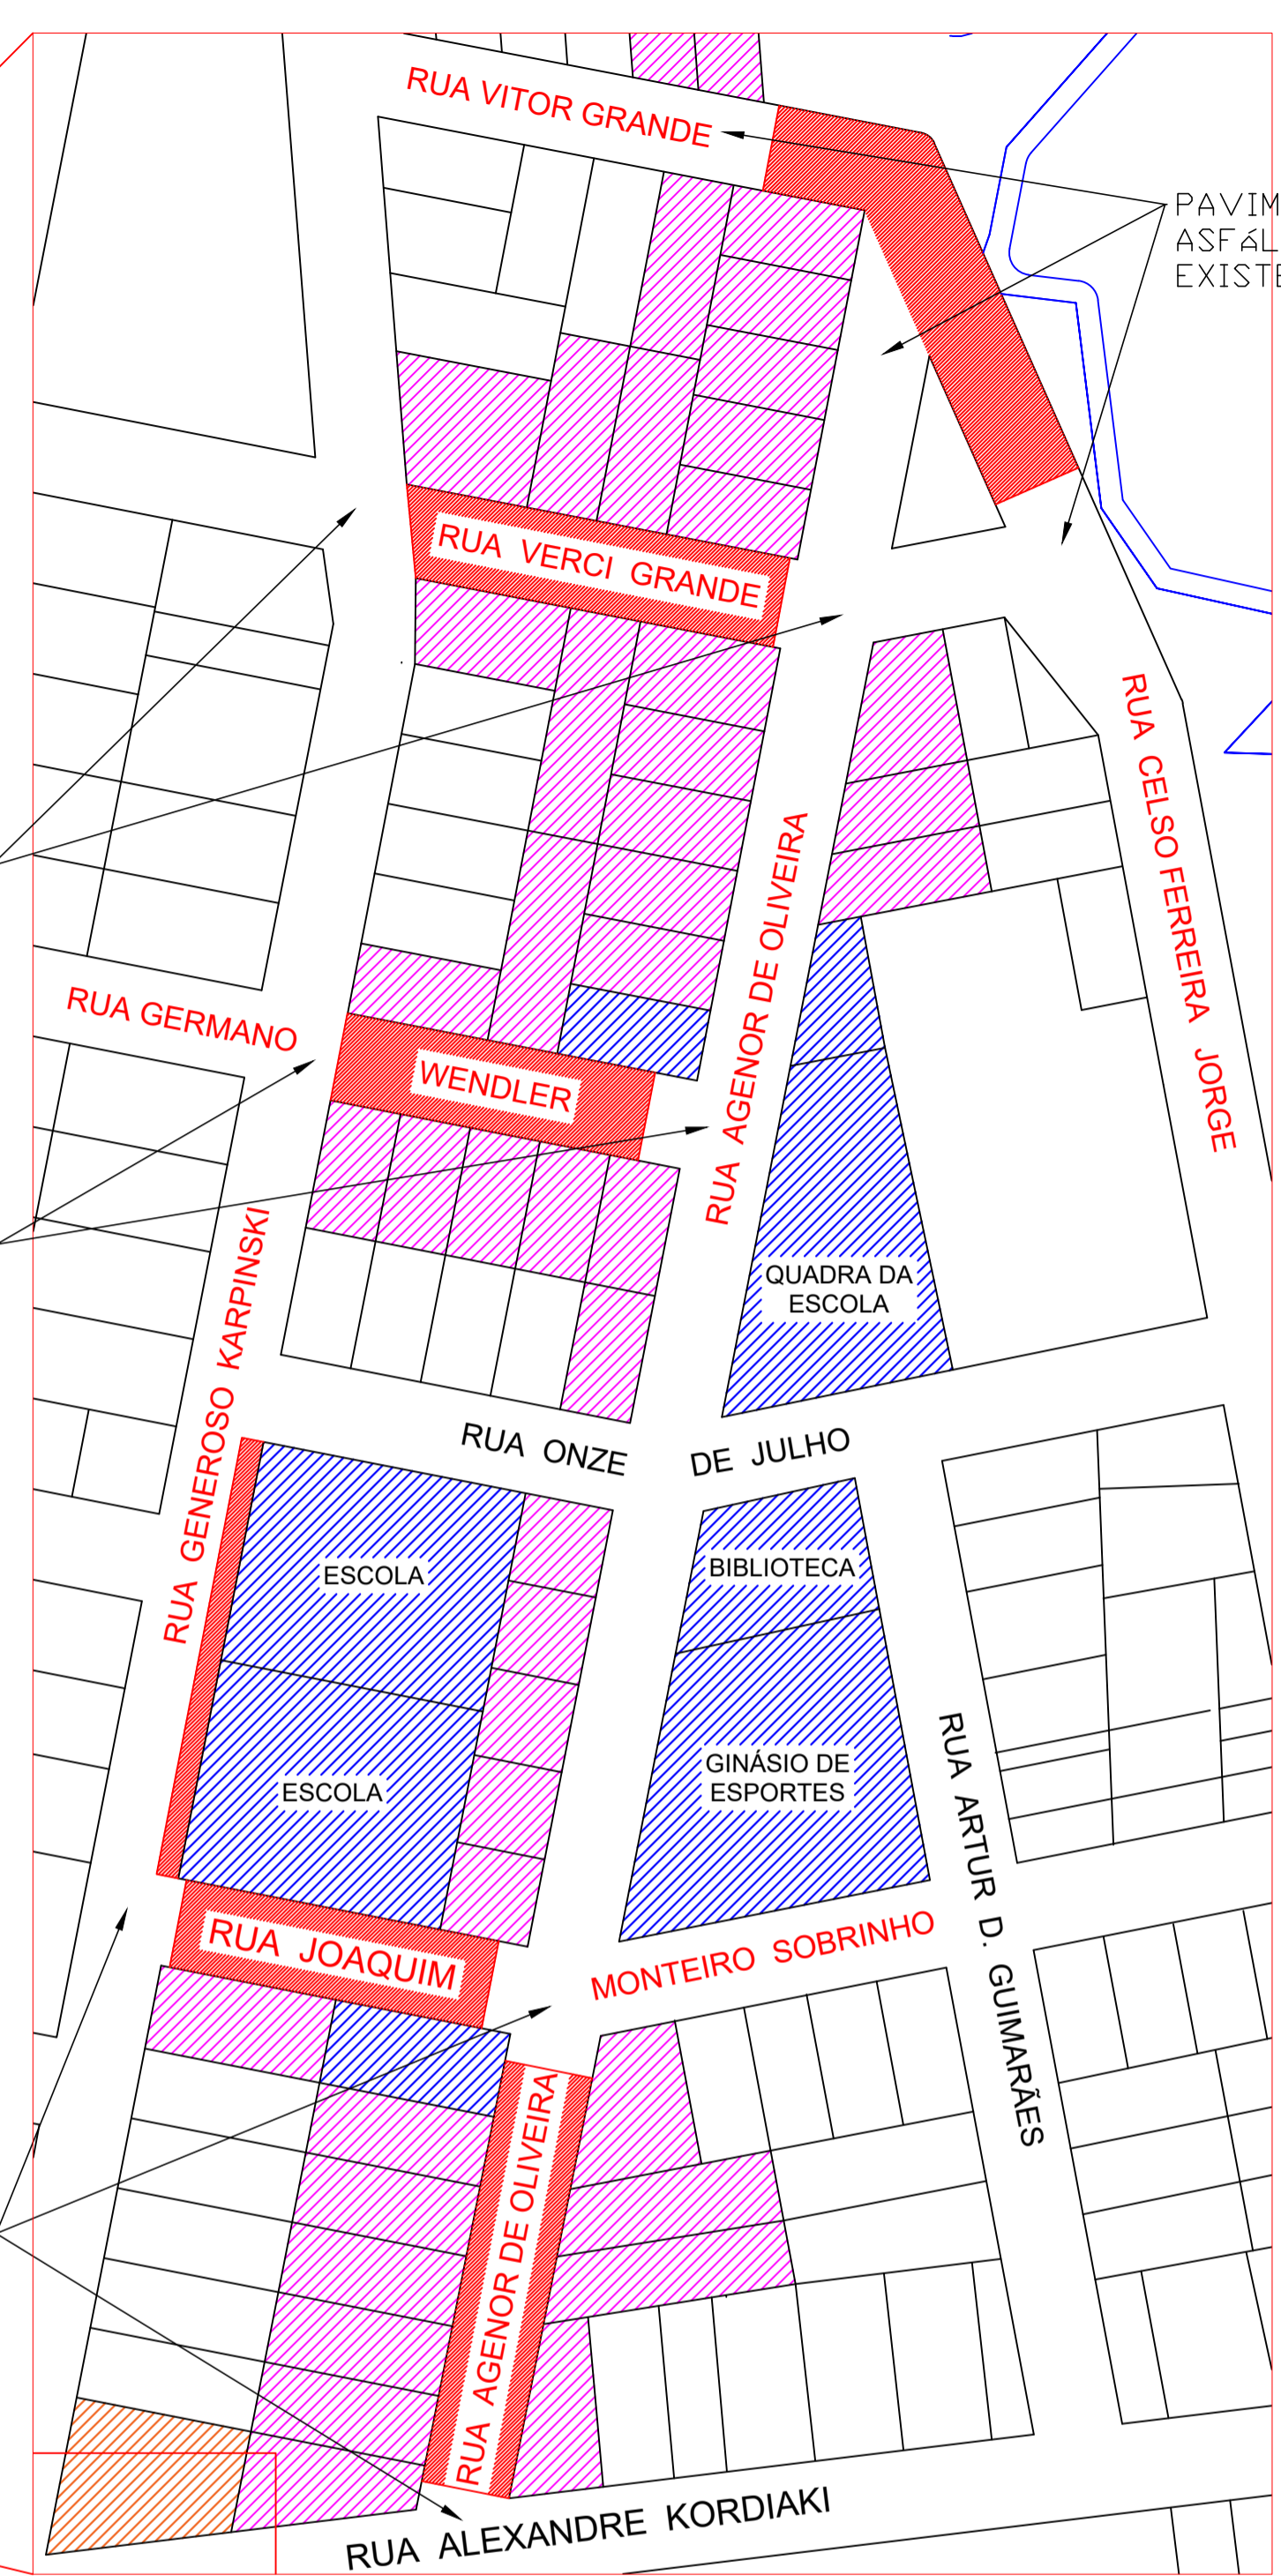 RUA VITOR GRANDE
PAVIM
ASFÁL
EXISTE
RUA VERCI GRANDE
RUA CELSO FERREIRA JORGE
RUA AGENOR DE OLIVEIRA
RUA GERMANO
WENDLER
RUA GENEROSO KARPINSKI
QUADRA DA
ESCOLA
RUA ONZE DE JULHO
ESCOLA
BIBLIOTECA
ESCOLA
GINÁSIO DE
ESPORTES
RUA ARTUR D. GUIMARÃES
RUA JOAQUIM
MONTEIRO SOBRINHO
RUA AGENOR DE OLIVEIRA
RUA ALEXANDRE KORDIAKI